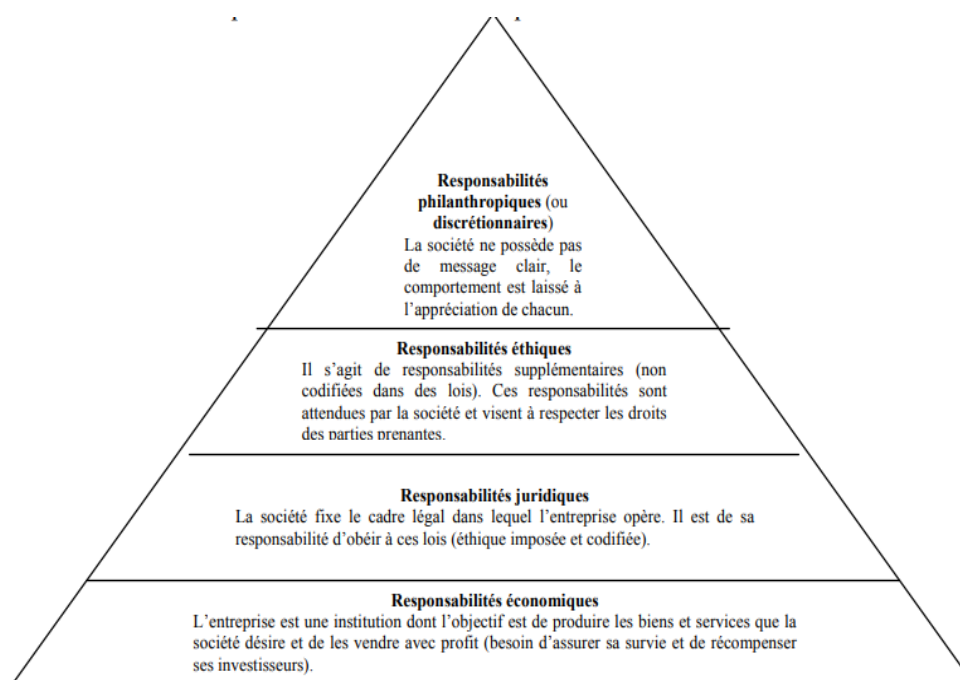 Responsabilités
philanthropiques (ou
discrétionnaires)
La société ne possède pas
de message clair, le
comportement est laissé à
l'appréciation de chacun.
Responsabilités éthiques
Il s'agit de responsabilités supplémentaires (non
codifiées dans des lois). Ces responsabilités sont
attendues par la société et visent à respecter les droits
des parties prenantes.
Responsabilités juridiques
La société fixe le cadre légal dans lequel l'entreprise opère. Il est de sa
responsabilité d'obéir à ces lois (éthique imposée et codifiée).
Responsabilités économiques
L'entreprise est une institution dont l'objectif est de produire les biens et services que la
société désire et de les vendre avec profit (besoin d'assurer sa survie et de récompenser
ses investisseurs).